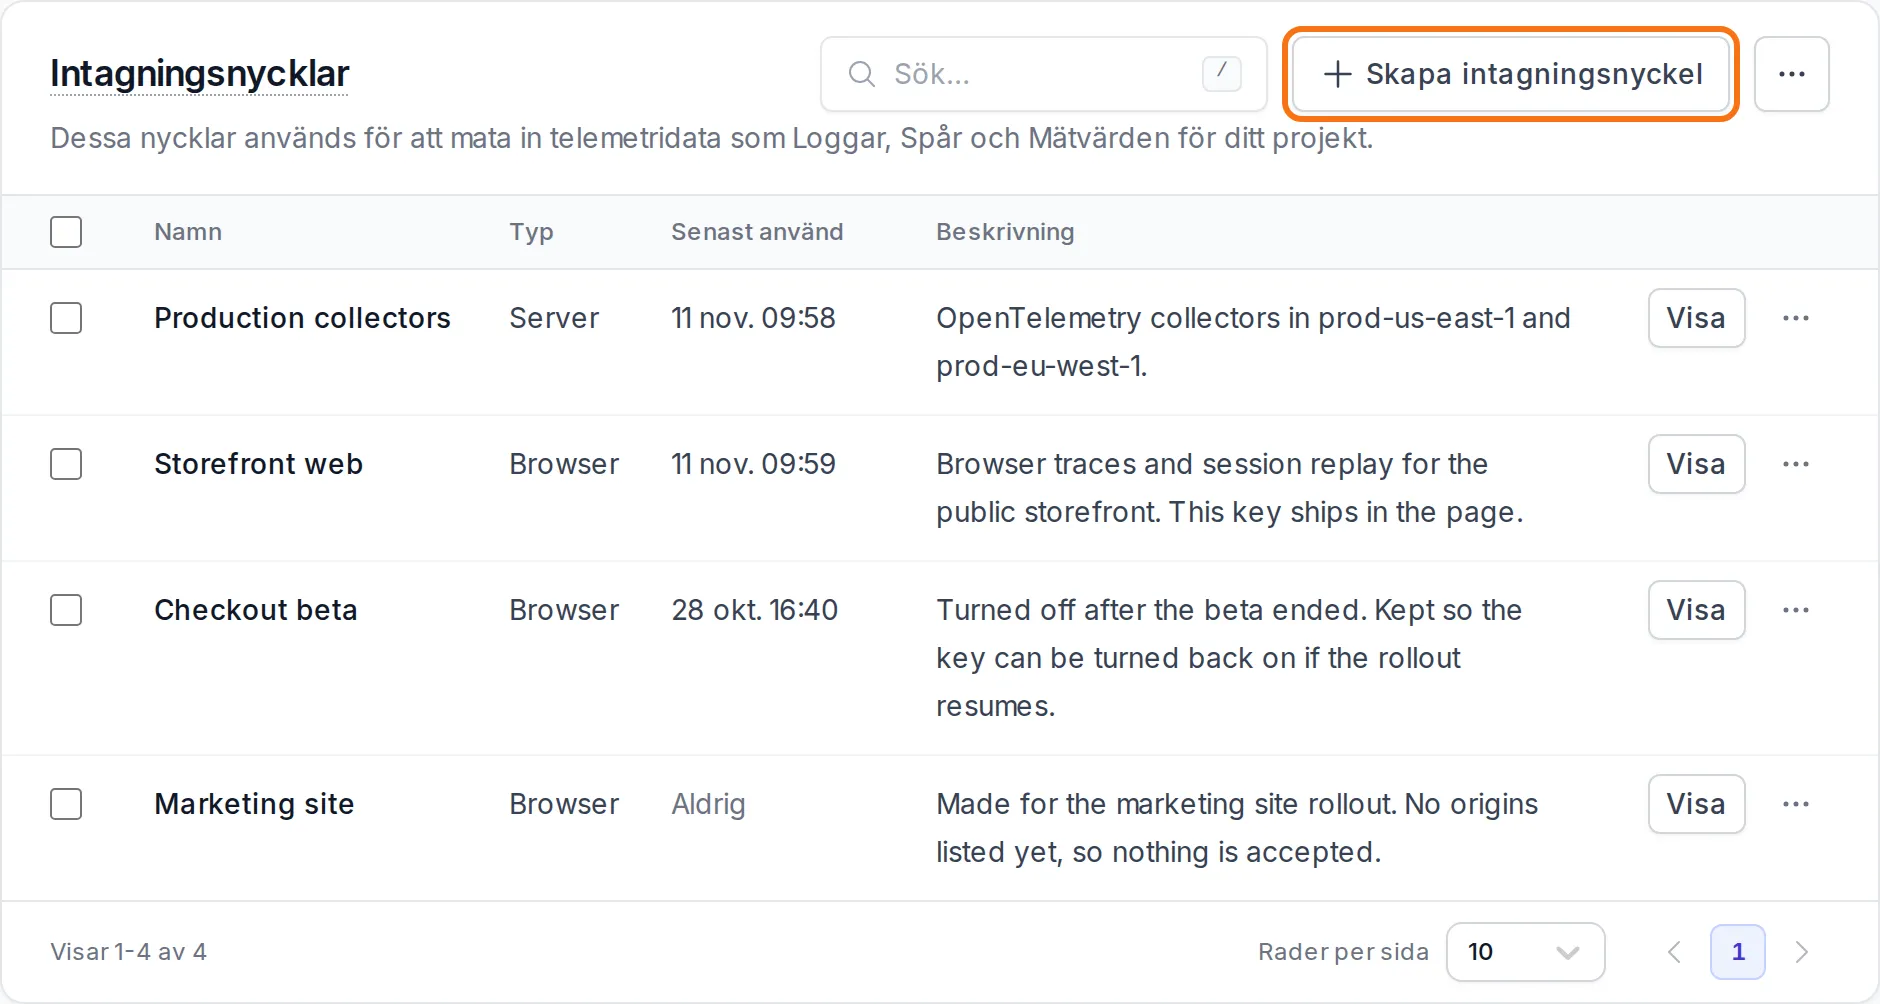 Intagningsnycklar
Sök...
/
Skapa intagningsnyckel
Dessa nycklar används för att mata in telemetridata som Loggar, Spår och Mätvärden för ditt projekt.
Namn Typ Senast använd Beskrivning
Production collectors Server 11 nov. 09:58 OpenTelemetry collectors in prod-us-east-1 and Visa
prod-eu-west-1.
Storefront web Browser 11 nov. 09:59 Browser traces and session replay for the Visa
public storefront. This key ships in the page.
Checkout beta Browser 28 okt. 16:40 Turned off after the beta ended. Kept so the Visa
key can be turned back on if the rollout
resumes.
Marketing site Browser Aldrig Made for the marketing site rollout. No origins Visa
listed yet, so nothing is accepted.
Visar 1-4 av 4 Rader per sida 10 1